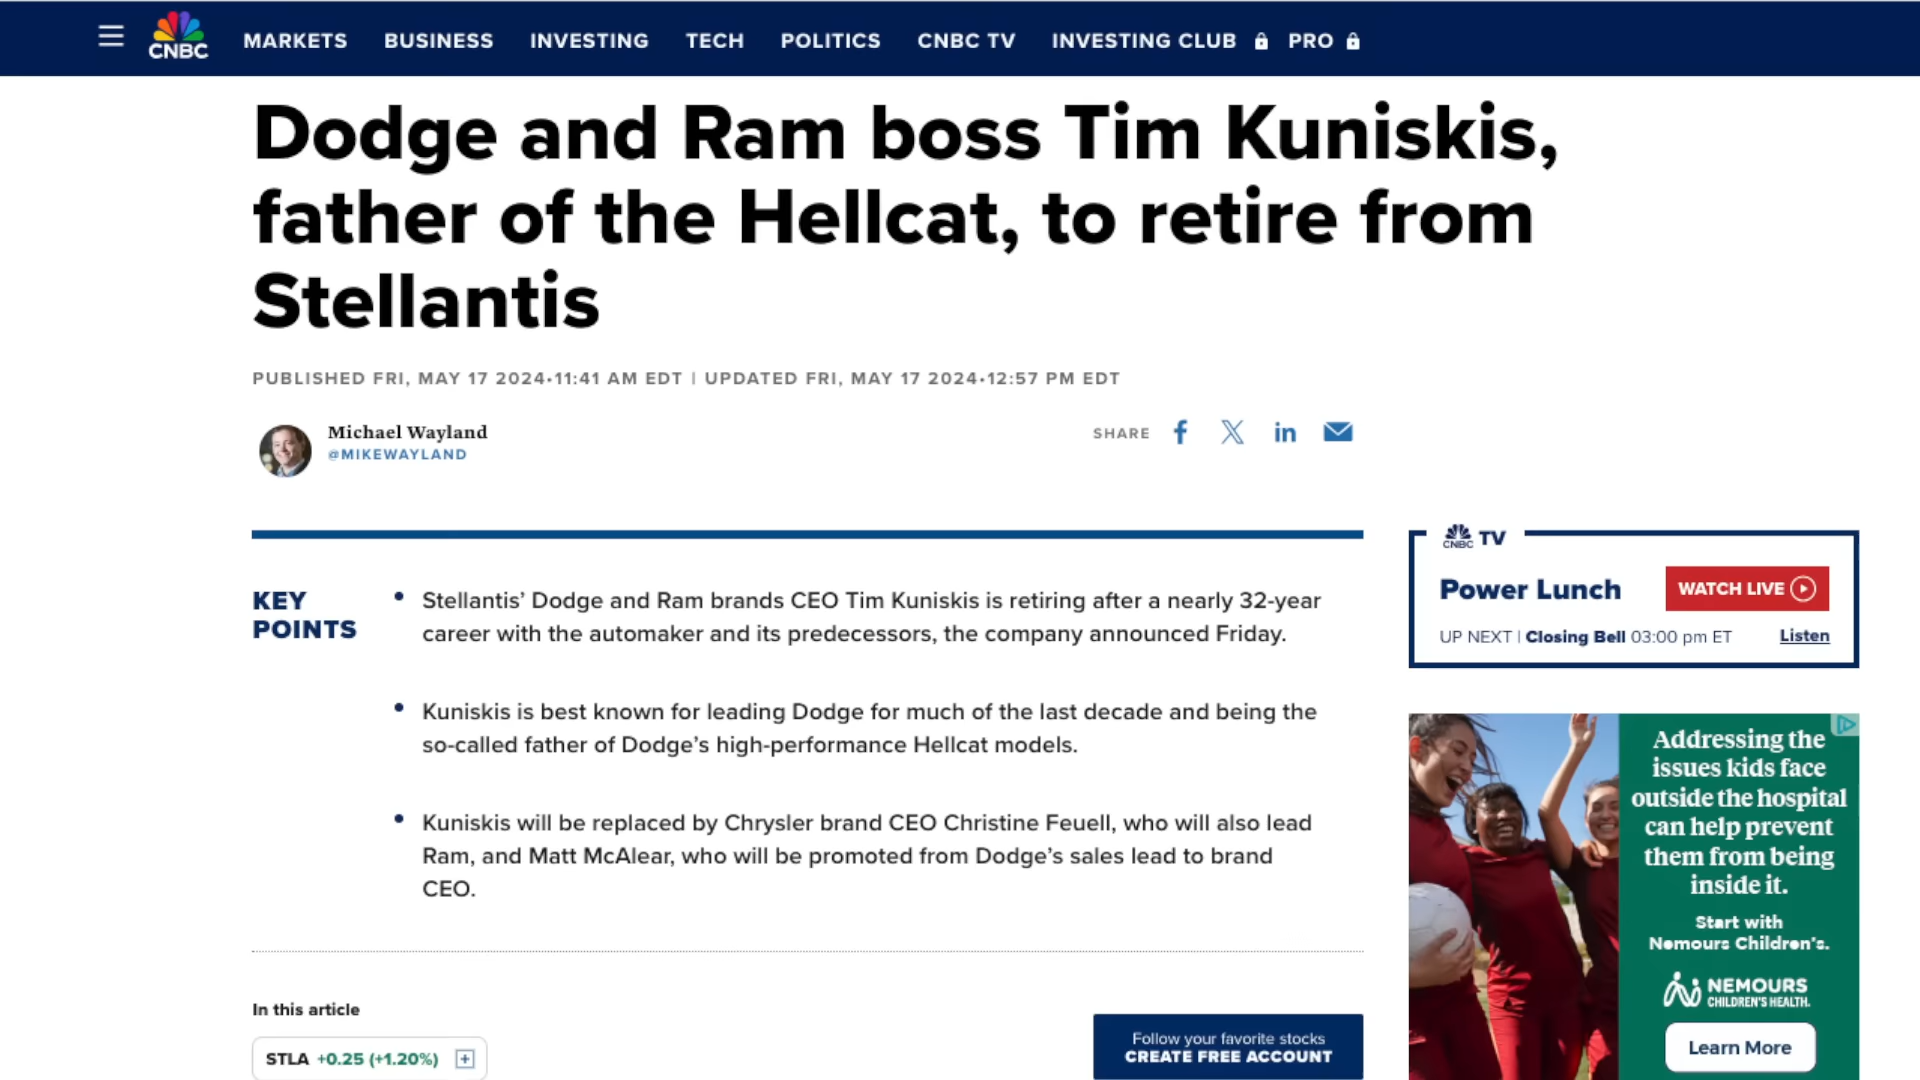 CNBC
MARKETS BUSINESS INVESTING TECH POLITICS CNBC TV INVESTING CLUB PRO
Dodge and Ram boss Tim Kuniskis,
father of the Hellcat, to retire from
Stellantis
PUBLISHED FRI, MAY 17 2024•11:41 AM EDT | UPDATED FRI, MAY 17 2024•12:57 PM EDT
Michael Wayland
@MIKEWAYLAND
SHARE
KEY
POINTS
• Stellantis’ Dodge and Ram brands CEO Tim Kuniskis is retiring after a nearly 32-year
career with the automaker and its predecessors, the company announced Friday.
• Kuniskis is best known for leading Dodge for much of the last decade and being the
so-called father of Dodge’s high-performance Hellcat models.
• Kuniskis will be replaced by Chrysler brand CEO Christine Feuell, who will also lead
Ram, and Matt McAlear, who will be promoted from Dodge’s sales lead to brand
CEO.
In this article
STLA +0.25 (+1.20%)
Follow your favorite stocks
CREATE FREE ACCOUNT
CNBC TV
Power Lunch
WATCH LIVE
UP NEXT | Closing Bell 03:00 pm ET
Listen
Addressing the
issues kids face
outside the hospital
can help prevent
them from being
inside it.
Start with
Nemours Children's.
NEMOURS
CHILDREN'S HEALTH.
Learn More